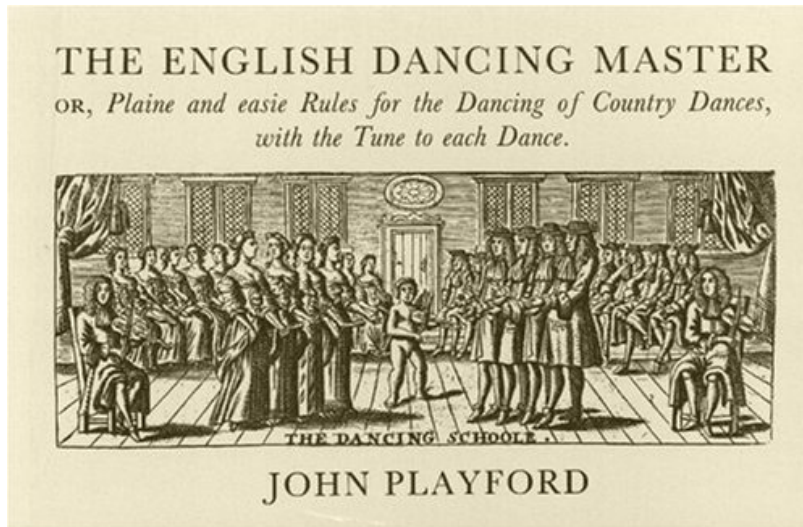 THE ENGLISH DANCING MASTER
OR, Plaine and easie Rules for the Dancing of Country Dances,
with the Tune to each Dance.
THE DANCING SCHOOLE.
JOHN PLAYFORD